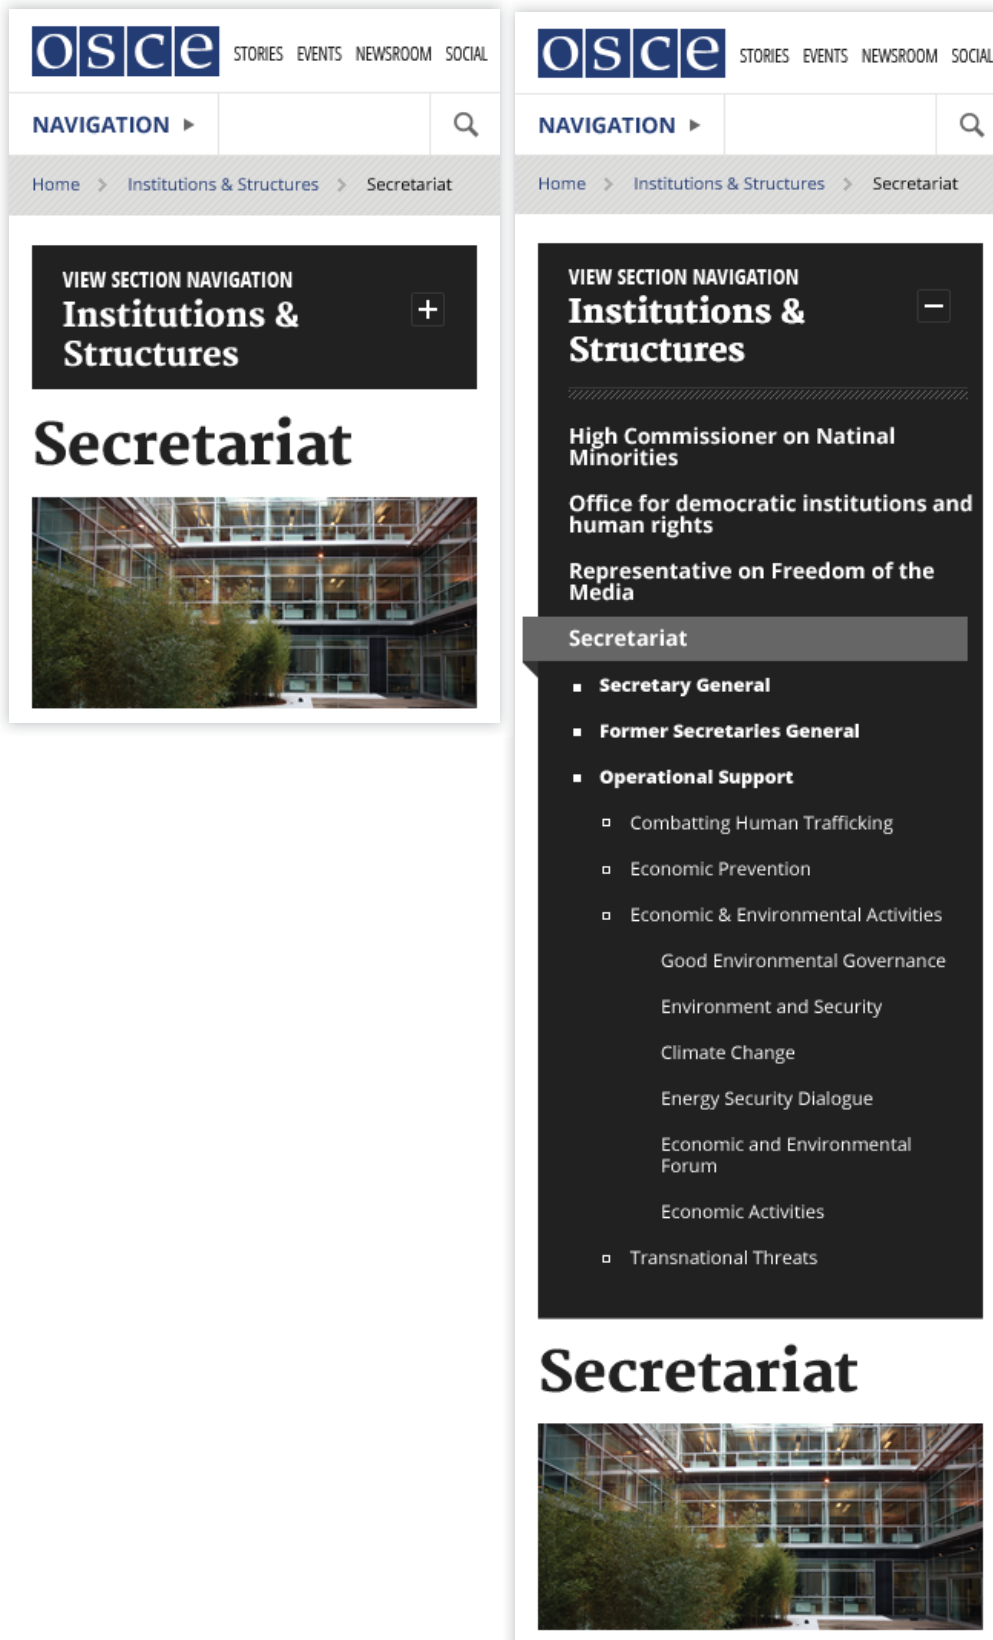 osce STORIES EVENTS NEWSROOM SOCIAL
NAVIGATION
Home > Institutions & Structures > Secretariat
VIEW SECTION NAVIGATION
Institutions &
Structures
Secretariat
osce STORIES EVENTS NEWSROOM SOCIAL
NAVIGATION
Home > Institutions & Structures > Secretariat
VIEW SECTION NAVIGATION
Institutions &
Structures
High Commissioner on Natinal
Minorities
Office for democratic institutions and
human rights
Representative on Freedom of the
Media
Secretariat
Secretary General
Former Secretaries General
Operational Support
Combatting Human Trafficking
Economic Prevention
Economic & Environmental Activities
Good Environmental Governance
Environment and Security
Climate Change
Energy Security Dialogue
Economic and Environmental
Forum
Economic Activities
Transnational Threats
Secretariat